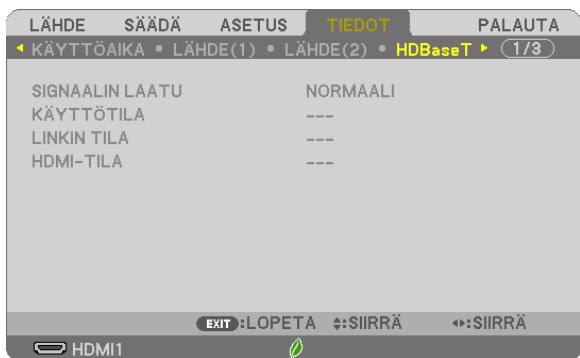 LÄHDE SÄÄDÄ ASETUS TIEDOT PALAUTA
KÄYTTÖAIKA • LÄHDE(1) • LÄHDE(2) • HDBaseT 1/3
SIGNAALIN LAATU NORMAALI
KÄYTTÖTILA ---
LINKIN TILA ---
HDMI-TILA ---
EXIT :LOPETA :SIIRRÄ :SIIRRÄ
HDMI1